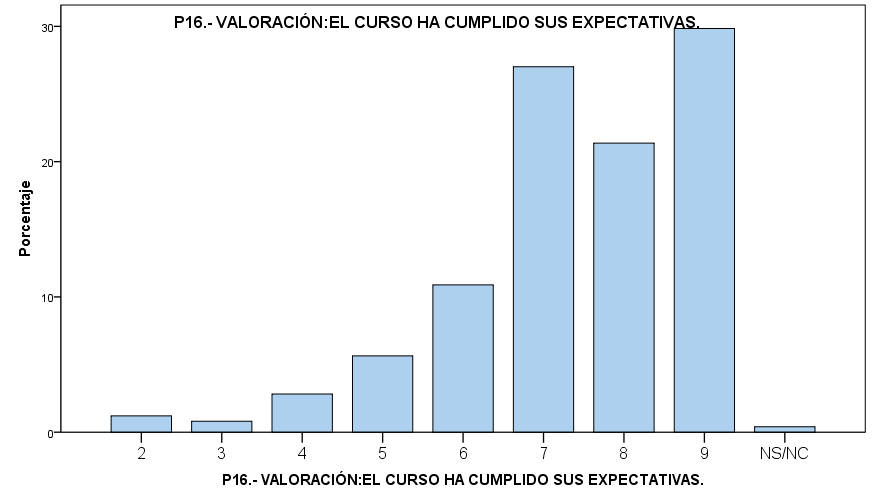 P16.- VALORACIÓN:EL CURSO HA CUMPLIDO SUS EXPECTATIVAS.
30
20
10
0
Porcentaje
2 3 4 5 6 7 8 9 NS/NC
P16.- VALORACIÓN:EL CURSO HA CUMPLIDO SUS EXPECTATIVAS.